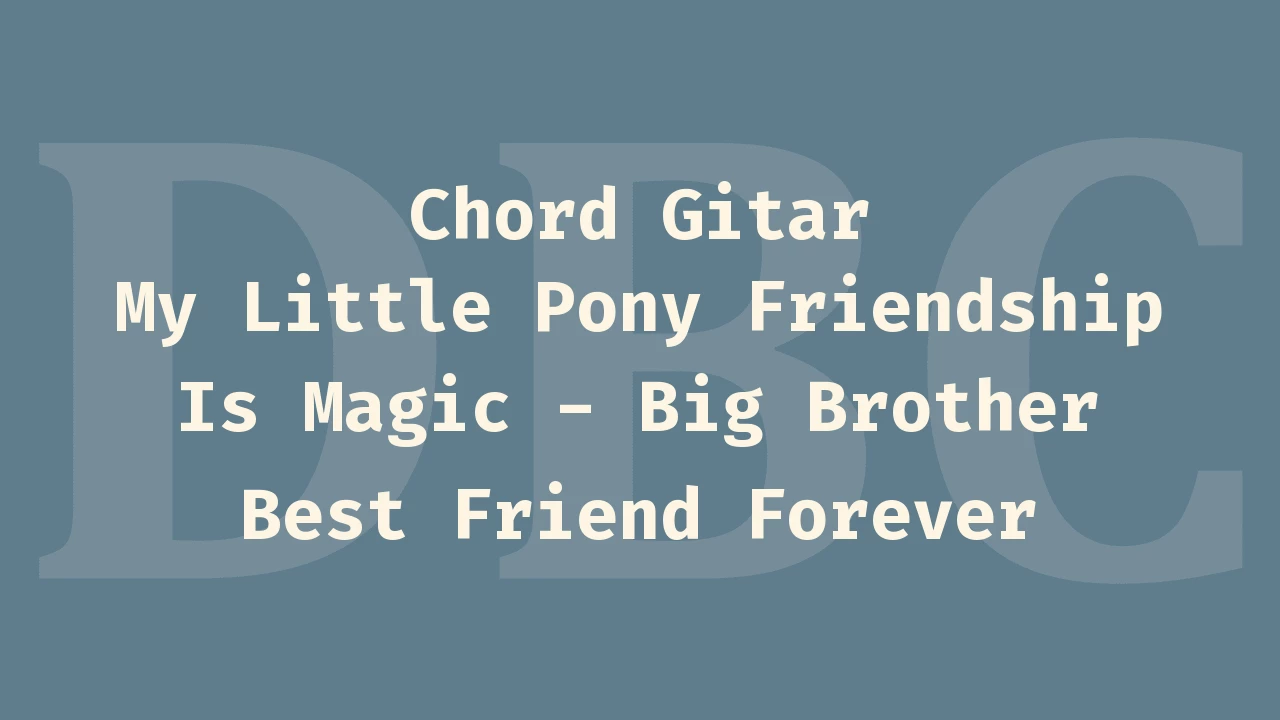 DBC
Chord Gitar
My Little Pony Friendship
Is Magic – Big Brother
Best Friend Forever